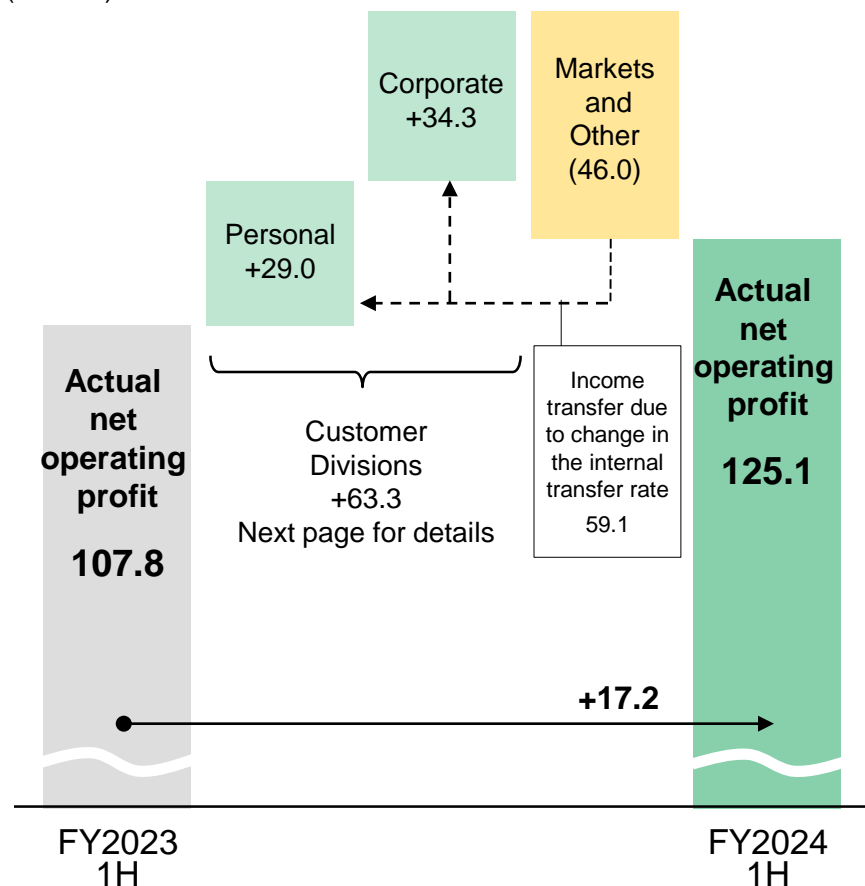 Corporate
+34.3
Markets
and
Other
(46.0)
Personal
+29.0
Actual
net
operating
profit
107.8
Customer
Divisions
+63.3
Next page for details
Income
transfer due
to change in
the internal
transfer rate
59.1
Actual
net
operating
profit
125.1
+17.2
FY2023
1H
FY2024
1H